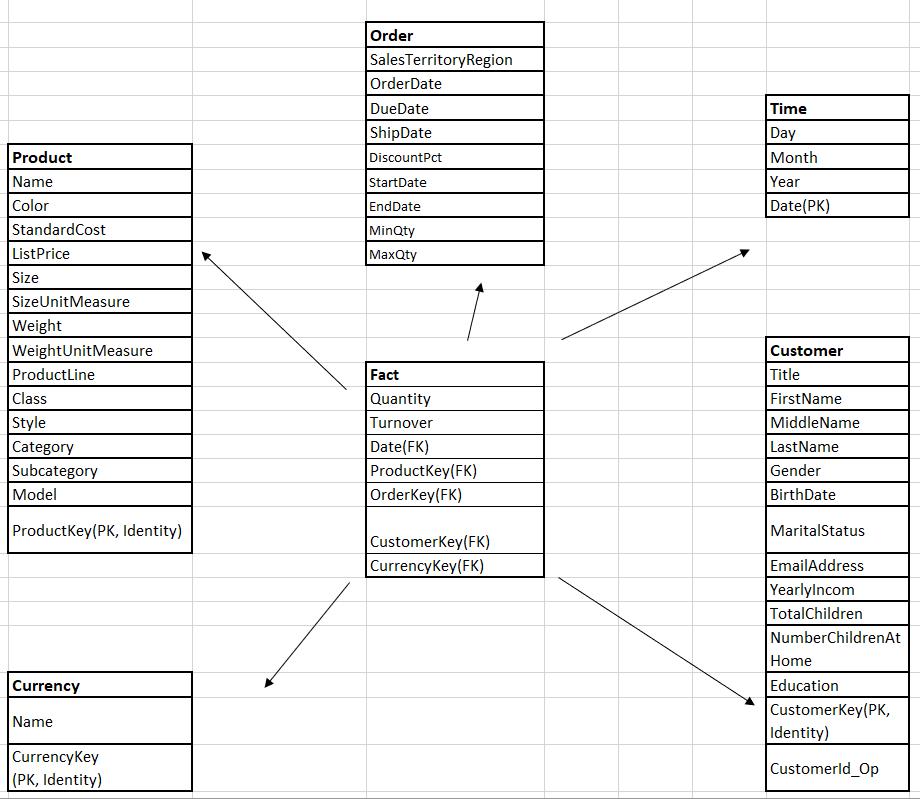 Order
SalesTerritoryRegion
OrderDate
DueDate
ShipDate
DiscountPct
StartDate
EndDate
MinQty
MaxQty
Time
Day
Month
Year
Date(PK)
Product
Name
Color
StandardCost
ListPrice
Size
SizeUnitMeasure
Weight
WeightUnitMeasure
ProductLine
Class
Style
Category
Subcategory
Model
ProductKey(PK, Identity)
Fact
Quantity
Turnover
Date(FK)
ProductKey(FK)
OrderKey(FK)
CustomerKey(FK)
CurrencyKey(FK)
Customer
Title
FirstName
MiddleName
LastName
Gender
BirthDate
MaritalStatus
EmailAddress
YearlyIncom
TotalChildren
NumberChildrenAt
Home
Education
CustomerKey(PK,
Identity)
CustomerId_Op
Currency
Name
CurrencyKey
(PK, Identity)